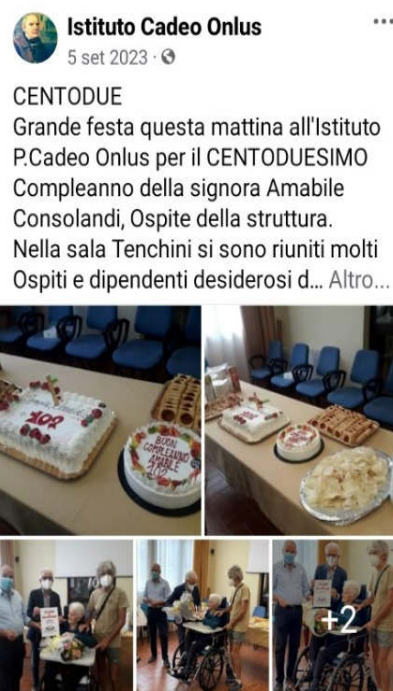 Istituto Cadeo Onlus
5 set 2023 ·
CENTODUE
Grande festa questa mattina all'Istituto
P.Cadeo Onlus per il CENTODUESIMO
Compleanno della signora Amabile
Consolandi, Ospite della struttura.
Nella sala Tenchini si sono riuniti molti
Ospiti e dipendenti desiderosi d... Altro...
102
BUON
COMPLEANNO
AMABILE
102
+2